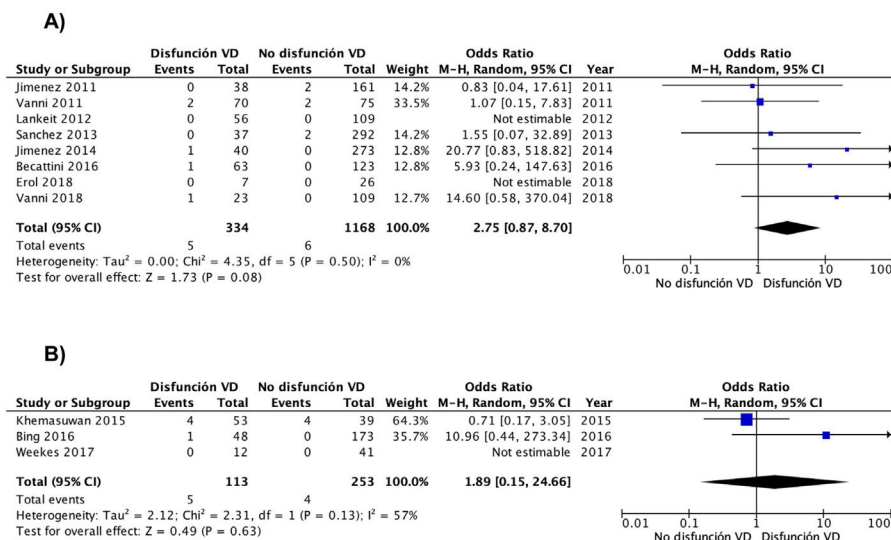 A)
Disfunción VD No disfunción VD Odds Ratio Odds Ratio
Study or Subgroup Events Total Events Total Weight M-H, Random, 95% CI Year M-H, Random, 95% CI
Jimenez 2011 0 38 2 161 14.2% 0.83 [0.04, 17.61] 2011
Vanni 2011 2 70 2 75 33.5% 1.07 [0.15, 7.83] 2011
Lankeit 2012 0 56 0 109 Not estimable 2012
Sanchez 2013 0 37 2 292 14.2% 1.55 [0.07, 32.89] 2013
Jimenez 2014 1 40 0 273 12.8% 20.77 [0.83, 518.82] 2014
Becattini 2016 1 63 0 123 12.8% 5.93 [0.24, 147.63] 2016
Erol 2018 0 7 0 26 Not estimable 2018
Vanni 2018 1 23 0 109 12.7% 14.60 [0.58, 370.04] 2018
Total (95% CI) 334 1168 100.0% 2.75 [0.87, 8.70]
Total events 5 6
Heterogeneity: Tau² = 0.00; Chi² = 4.35, df = 5 (P = 0.50); I² = 0%
Test for overall effect: Z = 1.73 (P = 0.08)
0.01 0.1 1 10 100
No disfunción VD Disfunción VD
B)
Disfunción VD No disfunción VD Odds Ratio Odds Ratio
Study or Subgroup Events Total Events Total Weight M-H, Random, 95% CI Year M-H, Random, 95% CI
Khemasuwan 2015 4 53 4 39 64.3% 0.71 [0.17, 3.05] 2015
Bing 2016 1 48 0 173 35.7% 10.96 [0.44, 273.34] 2016
Weekes 2017 0 12 0 41 Not estimable 2017
Total (95% CI) 113 253 100.0% 1.89 [0.15, 24.66]
Total events 5 4
Heterogeneity: Tau² = 2.12; Chi² = 2.31, df = 1 (P = 0.13); I² = 57%
Test for overall effect: Z = 0.49 (P = 0.63)
0.01 0.1 1 10 100
No disfunción VD Disfunción VD